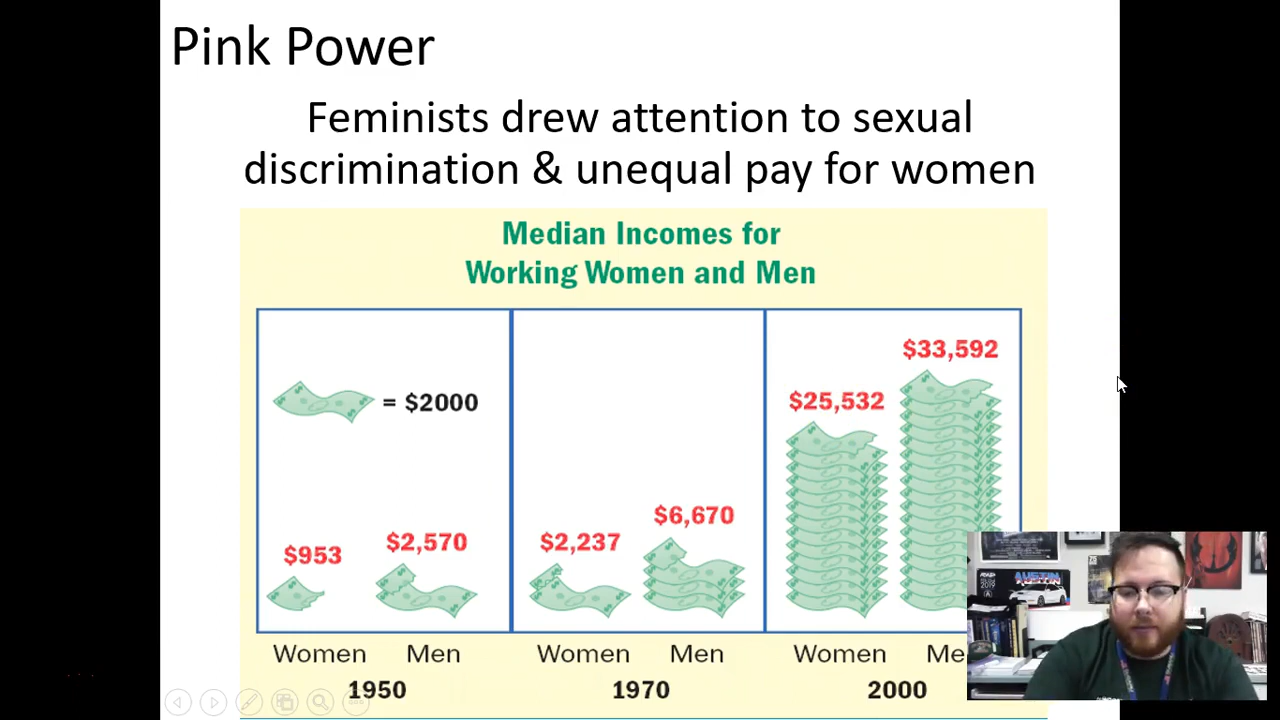 Pink Power
Feminists drew attention to sexual
discrimination & unequal pay for women
Median Incomes for
Working Women and Men
= $2000
$953
$2,570
$2,237
$6,670
$25,532
$33,592
Women Men
1950
Women Men
1970
Women Me
2000
AUSTIN